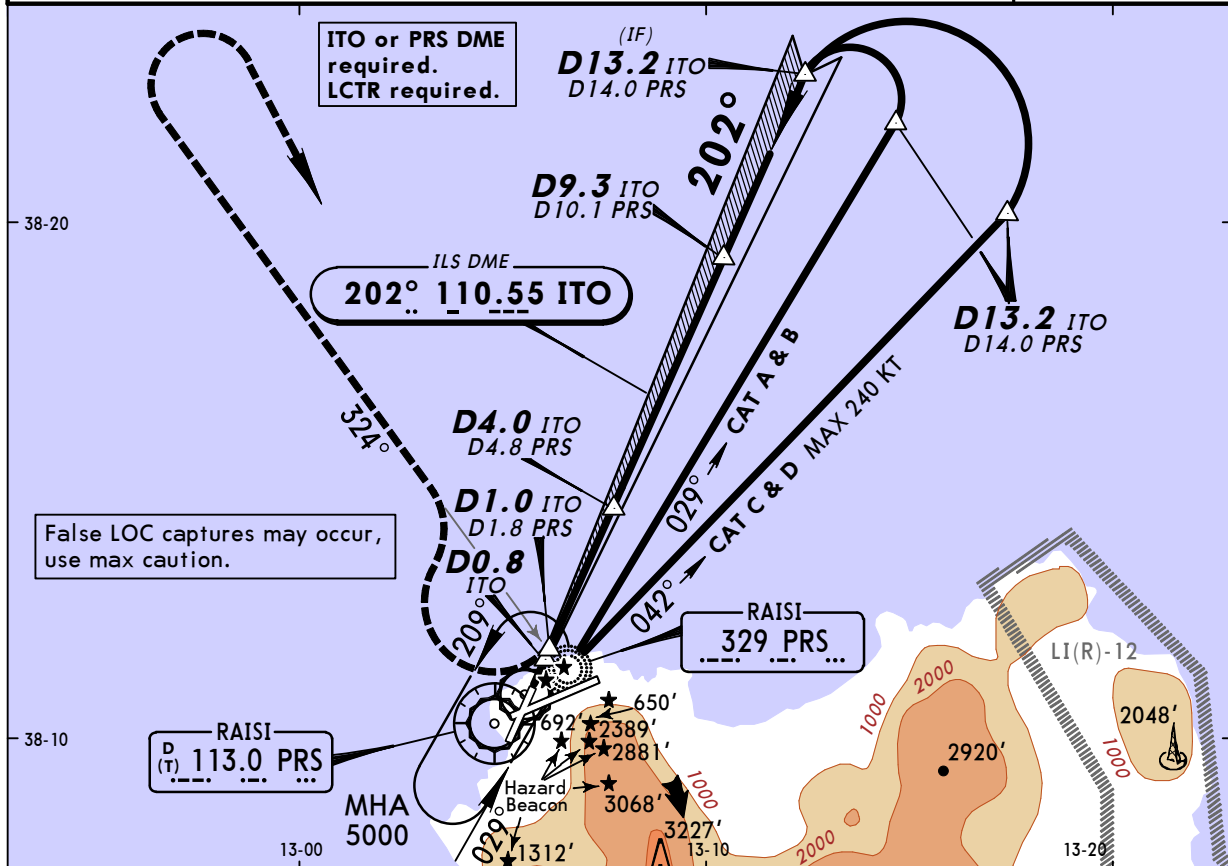 ITO or PRS DME
required.
LCTR required.
(IF)
D13.2 ITO
D14.0 PRS
202°
D9.3 ITO
D10.1 PRS
38-20
ILS DME
202° 110.55 ITO
D13.2 ITO
D14.0 PRS
029° CAT A & B
042° CAT C & D MAX 240 KT
324°
D4.0 ITO
D4.8 PRS
D1.0 ITO
D1.8 PRS
D0.8
ITO
False LOC captures may occur,
use max caution.
209°
RAISI
329 PRS
LI(R)-12
RAISI
D
(T) 113.0 PRS
38-10
650'
692'
2389'
2881'
Hazard
Beacon
3068'
3227'
1312'
1000
1000
2000
2920'
2000
2048'
1000
MHA
5000
029°
13-00
13-10
13-20